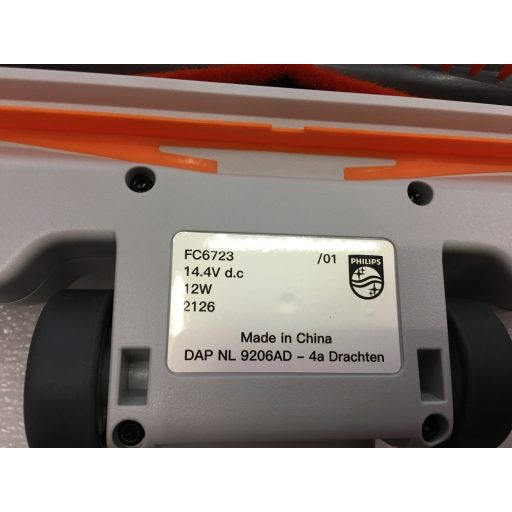 FC6723 /01
PHILIPS
14.4V d.c
12W
2126
Made in China
DAP NL 9206AD - 4a Drachten